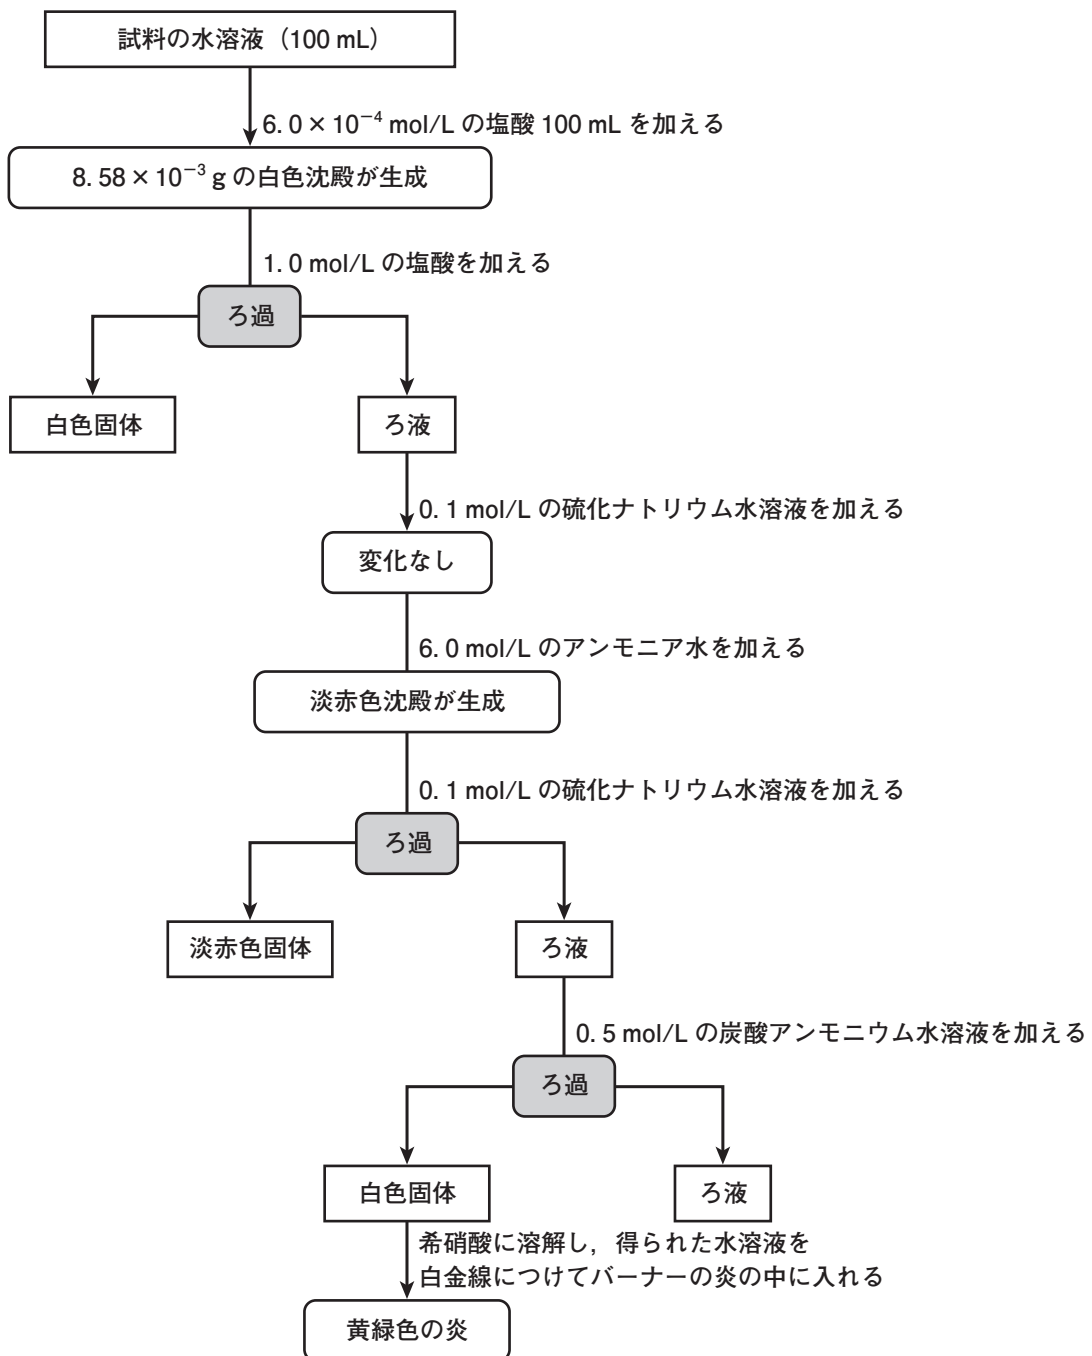 試料の水溶液（100 mL）
6.0×10⁻⁴ mol/L の塩酸 100 mL を加える
8.58×10⁻³ g の白色沈殿が生成
1.0 mol/L の塩酸を加える
ろ過
白色固体
ろ液
0.1 mol/L の硫化ナトリウム水溶液を加える
変化なし
6.0 mol/L のアンモニア水を加える
淡赤色沈殿が生成
0.1 mol/L の硫化ナトリウム水溶液を加える
ろ過
淡赤色固体
ろ液
0.5 mol/L の炭酸アンモニウム水溶液を加える
ろ過
白色固体
ろ液
希硝酸に溶解し，得られた水溶液を
白金線につけてバーナーの炎の中に入れる
黄緑色の炎